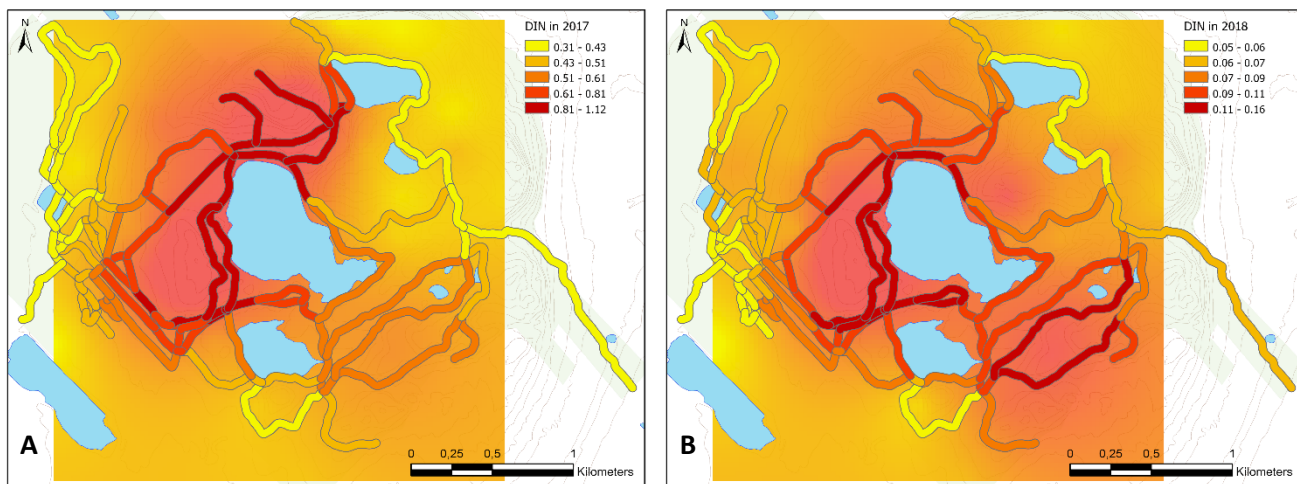 N
DIN in 2017
0.31 - 0.43
0.43 - 0.51
0.51 - 0.61
0.61 - 0.81
0.81 - 1.12
A
0 0,25 0,5 1
Kilometers
N
DIN in 2018
0.05 - 0.06
0.06 - 0.07
0.07 - 0.09
0.09 - 0.11
0.11 - 0.16
B
0 0,25 0,5 1
Kilometers